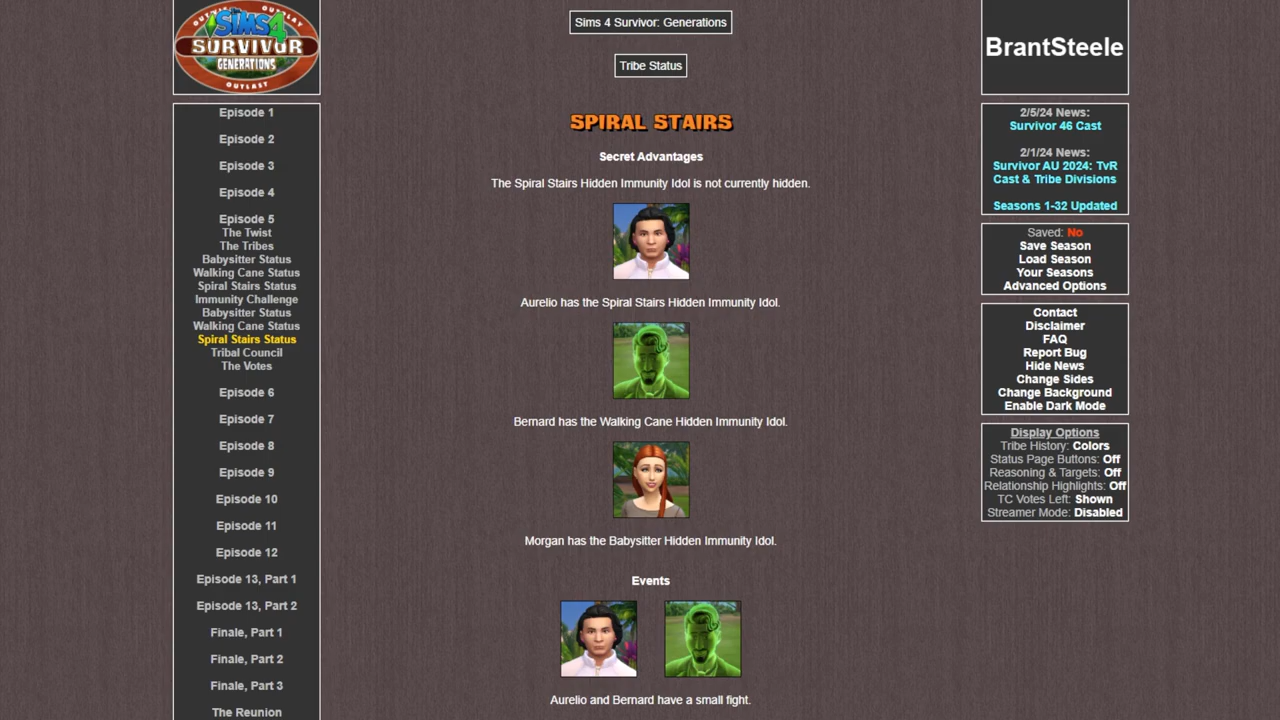 OUTWIT OUTPLAY
THE SIMS 4
SURVIVOR
GENERATIONS
OUTLAST
Episode 1
Episode 2
Episode 3
Episode 4
Episode 5
The Twist
The Tribes
Babysitter Status
Walking Cane Status
Spiral Stairs Status
Immunity Challenge
Babysitter Status
Walking Cane Status
Spiral Stairs Status
Tribal Council
The Votes
Episode 6
Episode 7
Episode 8
Episode 9
Episode 10
Episode 11
Episode 12
Episode 13, Part 1
Episode 13, Part 2
Finale, Part 1
Finale, Part 2
Finale, Part 3
The Reunion
Sims 4 Survivor: Generations
Tribe Status
SPIRAL STAIRS
Secret Advantages
The Spiral Stairs Hidden Immunity Idol is not currently hidden.
Aurelio has the Spiral Stairs Hidden Immunity Idol.
Bernard has the Walking Cane Hidden Immunity Idol.
Morgan has the Babysitter Hidden Immunity Idol.
Events
Aurelio and Bernard have a small fight.
BrantSteele
2/5/24 News:
Survivor 46 Cast
2/1/24 News:
Survivor AU 2024: TvR
Cast & Tribe Divisions
Seasons 1-32 Updated
Saved: No
Save Season
Load Season
Your Seasons
Advanced Options
Contact
Disclaimer
FAQ
Report Bug
Hide News
Change Sides
Change Background
Enable Dark Mode
Display Options
Tribe History: Colors
Status Page Buttons: Off
Reasoning & Targets: Off
Relationship Highlights: Off
TC Votes Left: Shown
Streamer Mode: Disabled